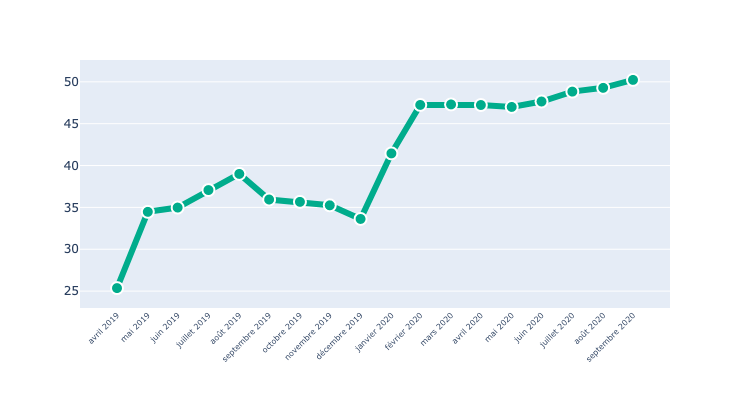 50
45
40
35
30
25
avril 2019
mai 2019
juin 2019
juillet 2019
août 2019
septembre 2019
octobre 2019
novembre 2019
décembre 2019
janvier 2020
février 2020
mars 2020
avril 2020
mai 2020
juin 2020
juillet 2020
août 2020
septembre 2020